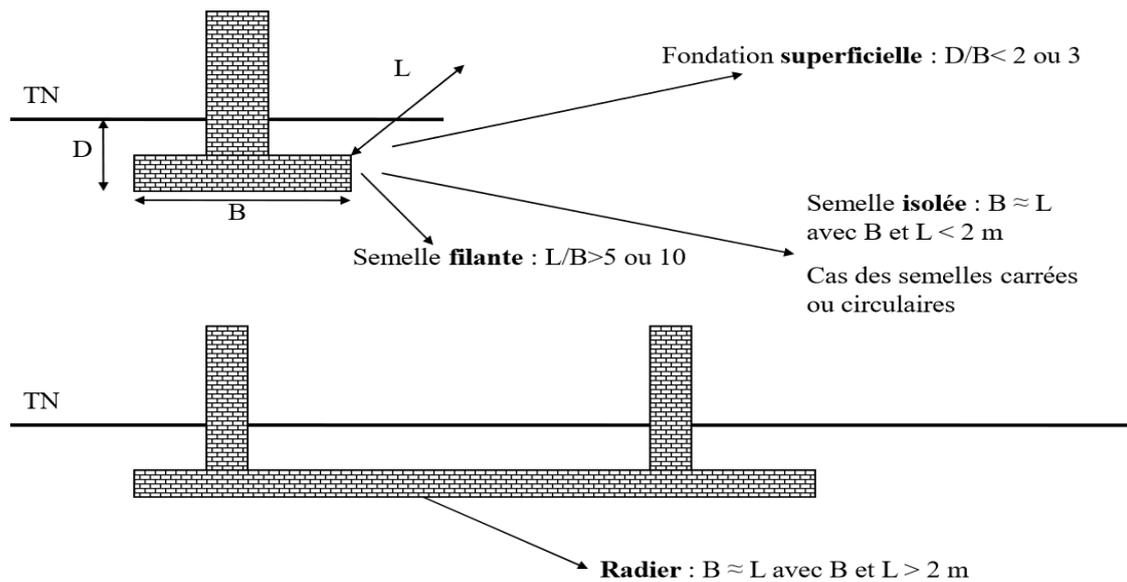 Fondation superficielle : D/B< 2 ou 3
L
TN
D
B
Semelle isolée : B ≈ L
avec B et L < 2 m
Semelle filante : L/B>5 ou 10
Cas des semelles carrées
ou circulaires
TN
Radier : B ≈ L avec B et L > 2 m